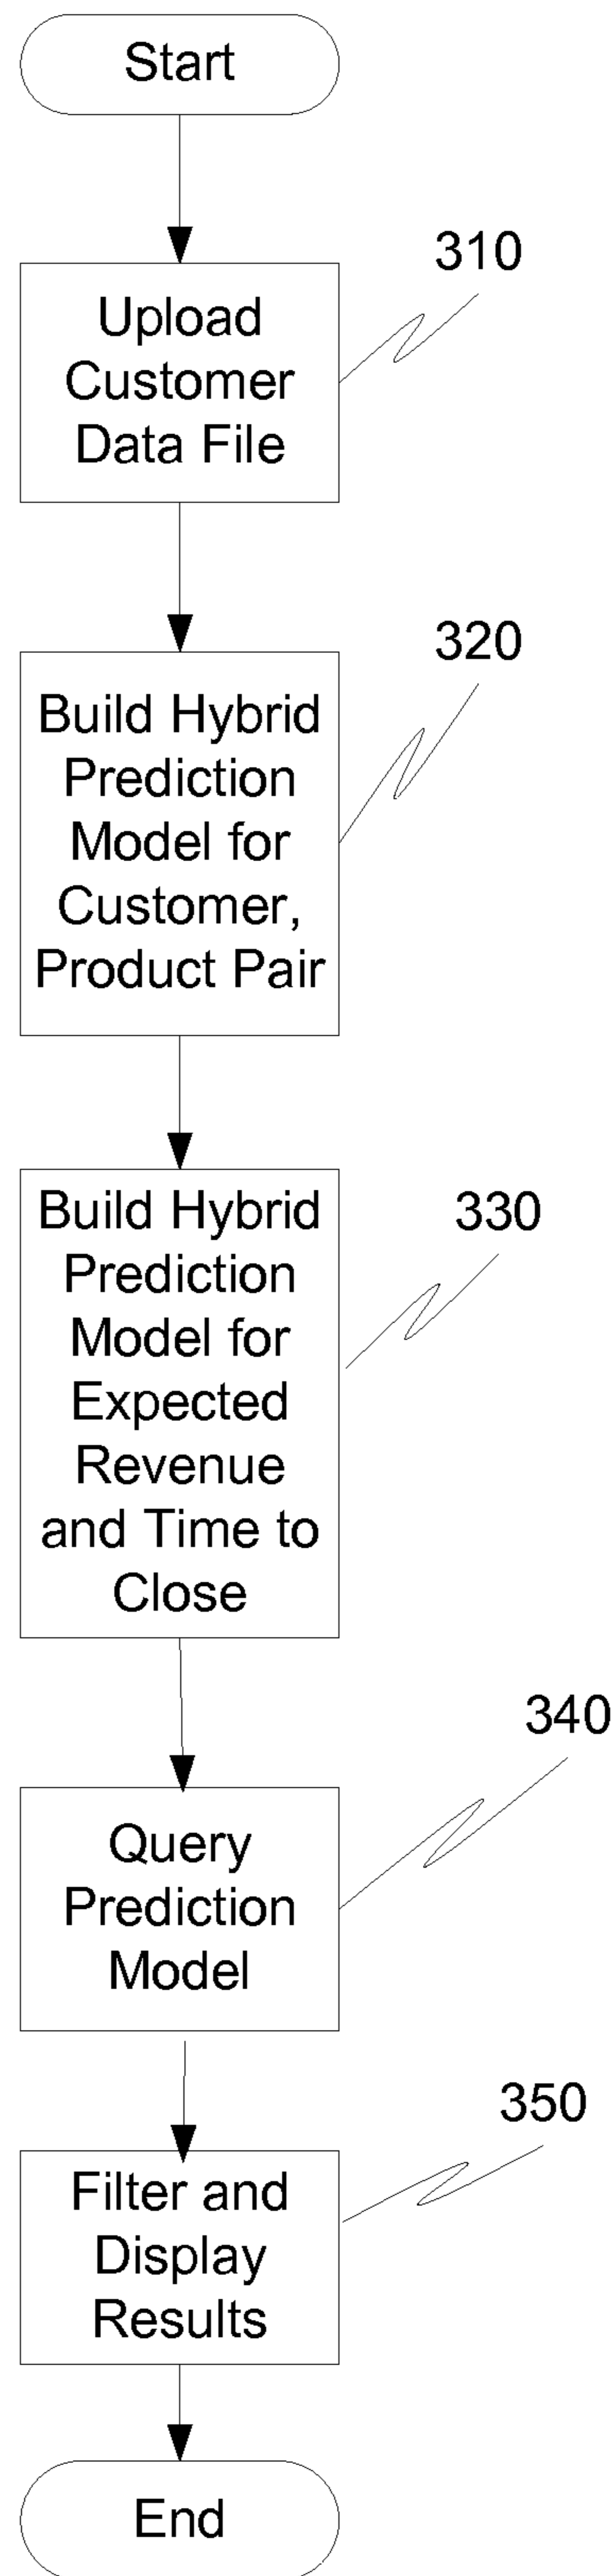 Start
310
Upload
Customer
Data File
320
Build Hybrid
Prediction
Model for
Customer,
Product Pair
330
Build Hybrid
Prediction
Model for
Expected
Revenue
and Time to
Close
340
Query
Prediction
Model
350
Filter and
Display
Results
End